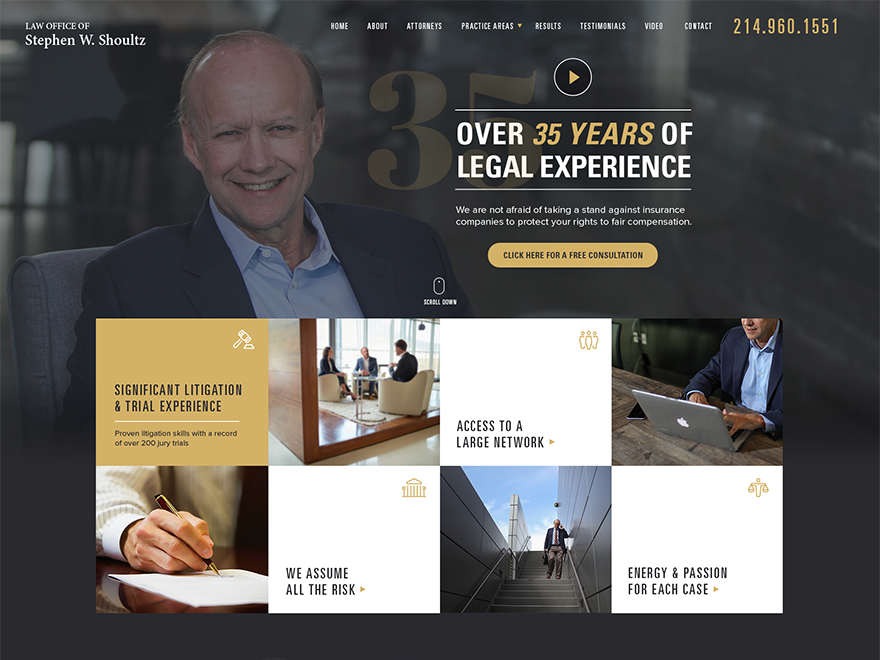 LAW OFFICE OF
Stephen W. Shoultz
HOME ABOUT ATTORNEYS PRACTICE AREAS RESULTS TESTIMONIALS VIDEO CONTACT 214.960.1551
35
OVER 35 YEARS OF
LEGAL EXPERIENCE
We are not afraid of taking a stand against insurance
companies to protect your rights to fair compensation.
CLICK HERE FOR A FREE CONSULTATION
SCROLL DOWN
SIGNIFICANT LITIGATION
& TRIAL EXPERIENCE
Proven litigation skills with a record
of over 200 jury trials
ACCESS TO A
LARGE NETWORK
WE ASSUME
ALL THE RISK
ENERGY & PASSION
FOR EACH CASE